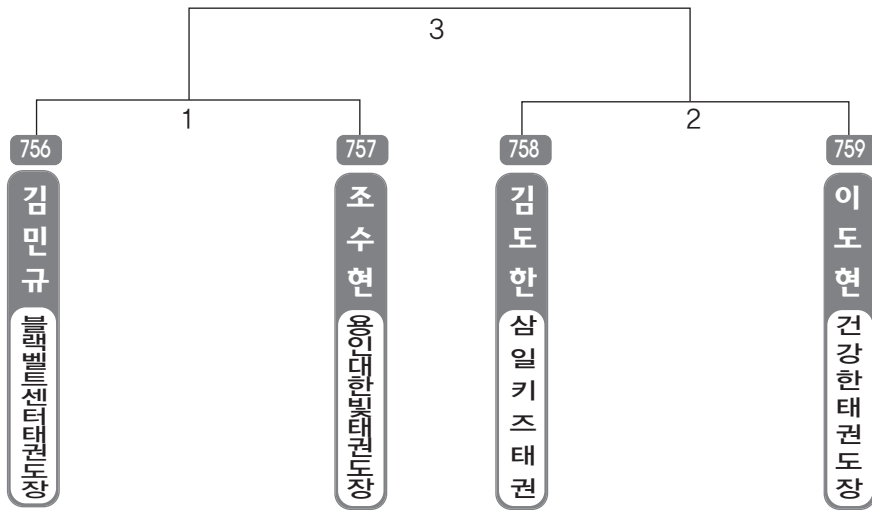 3
1
2
756
757
758
759
김민규
조수현
김도한
이도현
블랙벨트센터태권도장
용인대한빛태권도장
삼일키즈태권
건강한태권도장